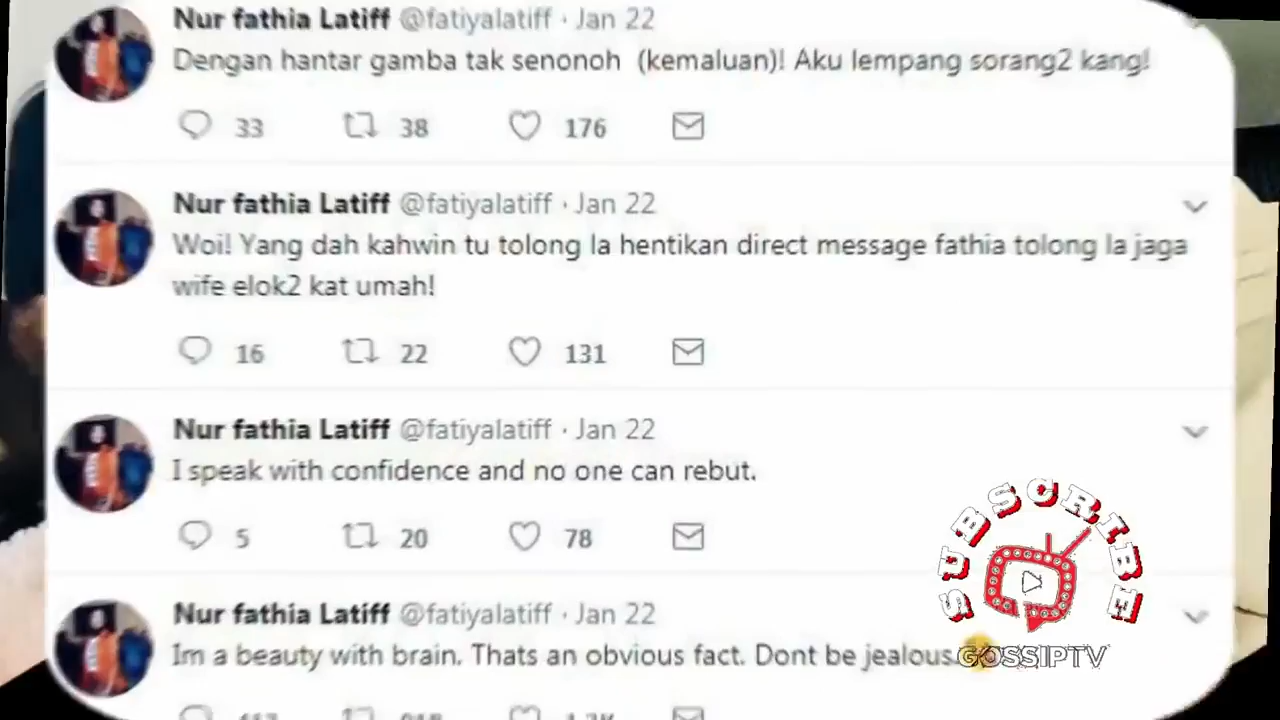 Nur fathia Latiff @fatiyalatiff · Jan 22
Dengan hantar gamba tak senonoh (kemaluan)! Aku lempang sorang2 kang!
33 38 176
Nur fathia Latiff @fatiyalatiff · Jan 22
Woi! Yang dah kahwin tu tolong la hentikan direct message fathia tolong la jaga
wife elok2 kat umah!
16 22 131
Nur fathia Latiff @fatiyalatiff · Jan 22
I speak with confidence and no one can rebut.
5 20 78
SUBSCRIBE
Nur fathia Latiff @fatiyalatiff · Jan 22
Im a beauty with brain. Thats an obvious fact. Dont be jealous.
GOSSIPTV